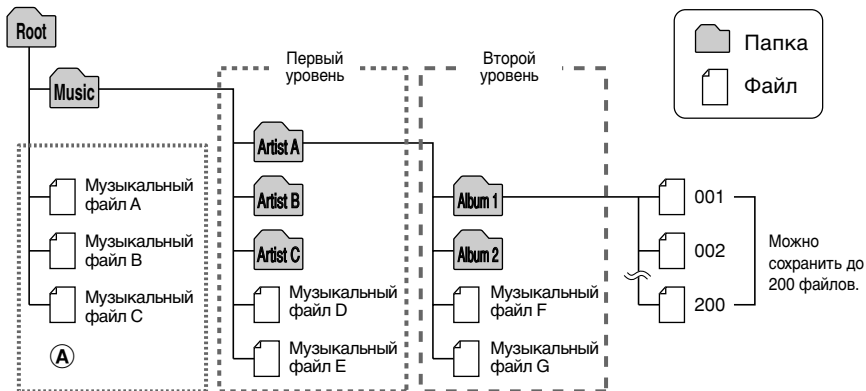 Root
Music
Первый
уровень
Второй
уровень
Папка
Файл
Artist A
Artist B
Artist C
Album 1
Album 2
Музыкальный
файл A
Музыкальный
файл B
Музыкальный
файл C
A
Музыкальный
файл D
Музыкальный
файл E
Музыкальный
файл F
Музыкальный
файл G
001
002
200
Можно
сохранить до
200 файлов.